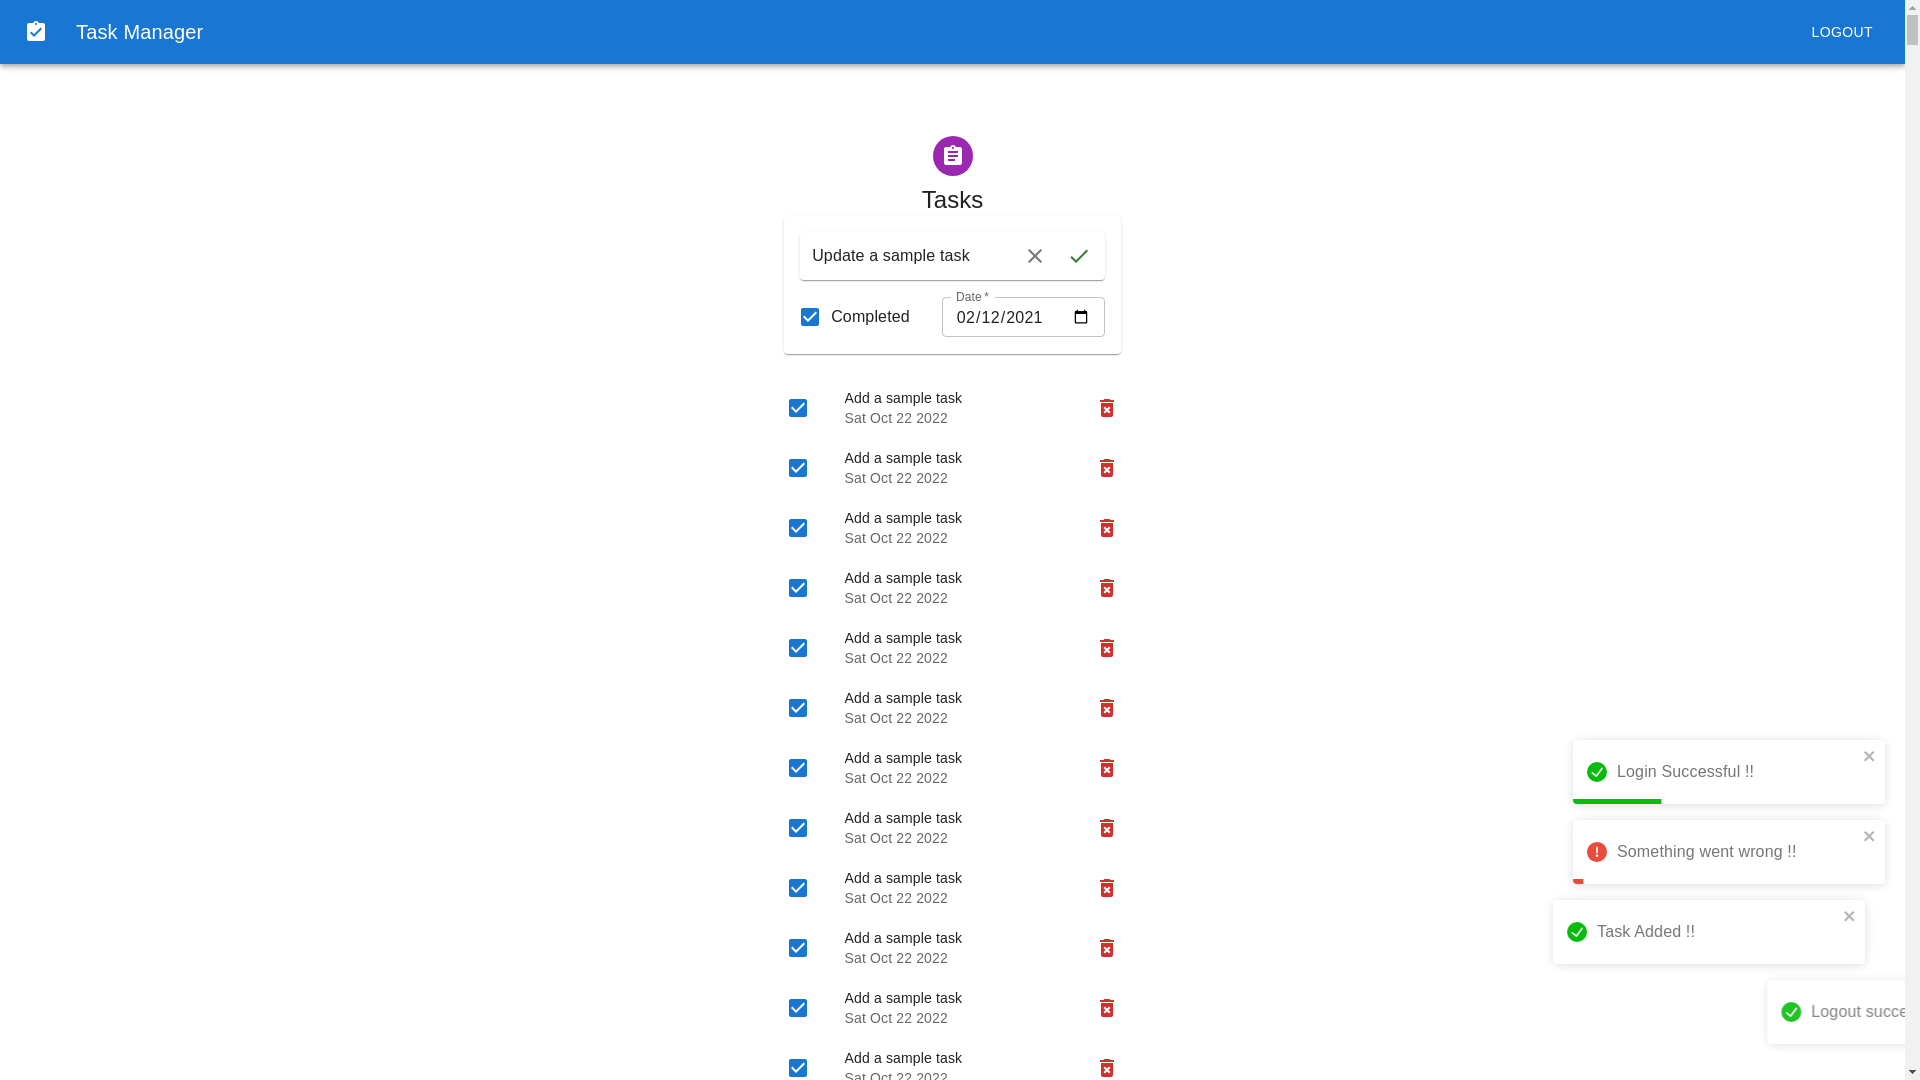 Task Manager
LOGOUT
Tasks
Update a sample task
Completed
Date *
02/12/2021
Add a sample task
Sat Oct 22 2022
Add a sample task
Sat Oct 22 2022
Add a sample task
Sat Oct 22 2022
Add a sample task
Sat Oct 22 2022
Add a sample task
Sat Oct 22 2022
Add a sample task
Sat Oct 22 2022
Add a sample task
Sat Oct 22 2022
Add a sample task
Sat Oct 22 2022
Add a sample task
Sat Oct 22 2022
Add a sample task
Sat Oct 22 2022
Add a sample task
Sat Oct 22 2022
Add a sample task
Sat Oct 22 2022
Login Successful !!
Something went wrong !!
Task Added !!
Logout succe